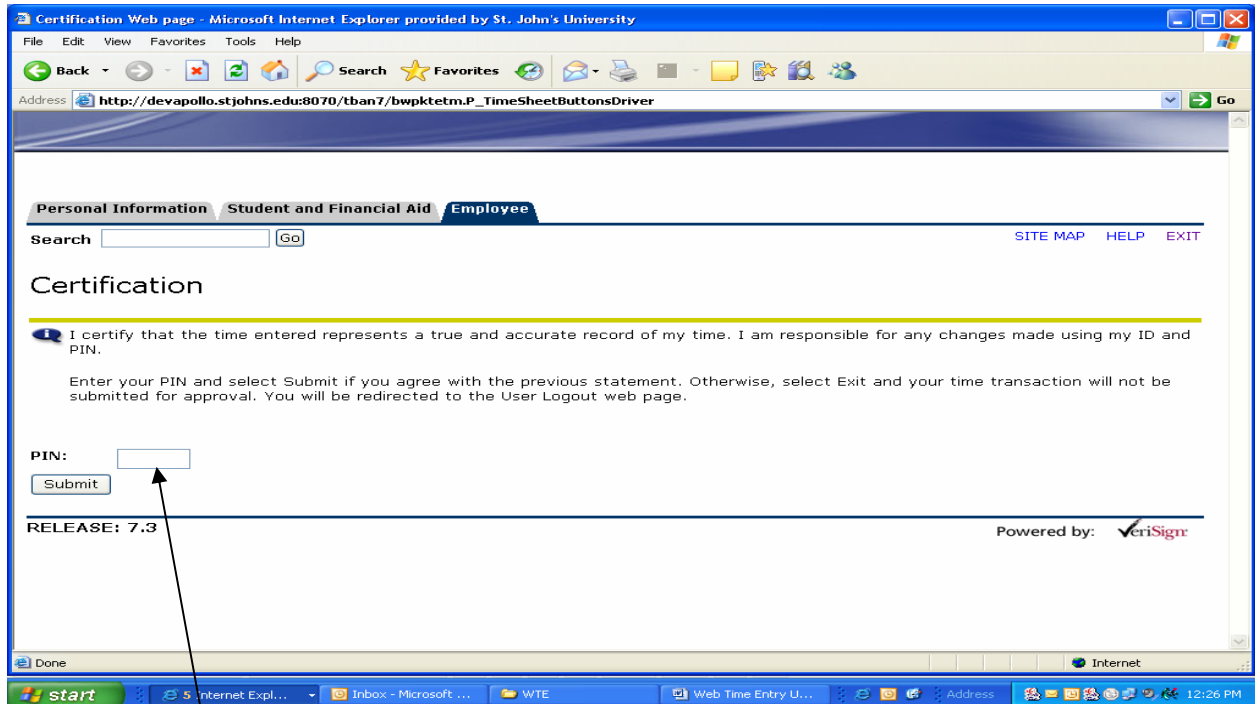 Certification Web page - Microsoft Internet Explorer provided by St. John's University
File Edit View Favorites Tools Help
Back Search Favorites
Address http://devapollo.stjohns.edu:8070/tban7/bwpktetm.P_TimeSheetButtonsDriver Go
Personal Information Student and Financial Aid Employee
Search Go SITE MAP HELP EXIT
Certification
I certify that the time entered represents a true and accurate record of my time. I am responsible for any changes made using my ID and
PIN.
Enter your PIN and select Submit if you agree with the previous statement. Otherwise, select Exit and your time transaction will not be
submitted for approval. You will be redirected to the User Logout web page.
PIN:
Submit
RELEASE: 7.3 Powered by: VeriSign
Done Internet
start 5 Internet Expl... Inbox - Microsoft ... WTE Web Time Entry U... Address 12:26 PM